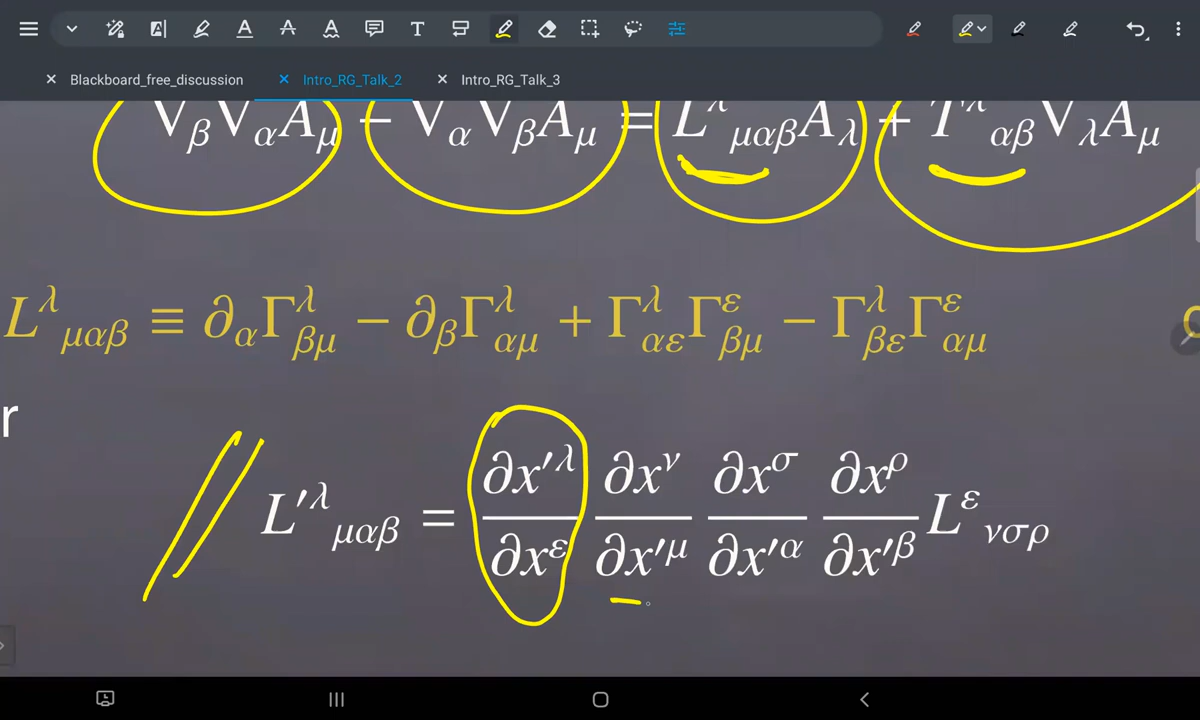 Blackboard_free_discussion Intro_RG_Talk_2 Intro_RG_Talk_3
∇_β∇_αA_μ − ∇_α∇_βA_μ = L^λ_{μαβ}A_λ + T^λ_{αβ}∇_λA_μ
L^λ_{μαβ} ≡ ∂_αΓ^λ_{βμ} − ∂_βΓ^λ_{αμ} + Γ^λ_{αε}Γ^ε_{βμ} − Γ^λ_{βε}Γ^ε_{αμ}
r
L′^λ_{μαβ} = ∂x′^λ/∂x^ε ∂x^ν/∂x′^μ ∂x^σ/∂x′^α ∂x^ρ/∂x′^β L^ε_{νσρ}